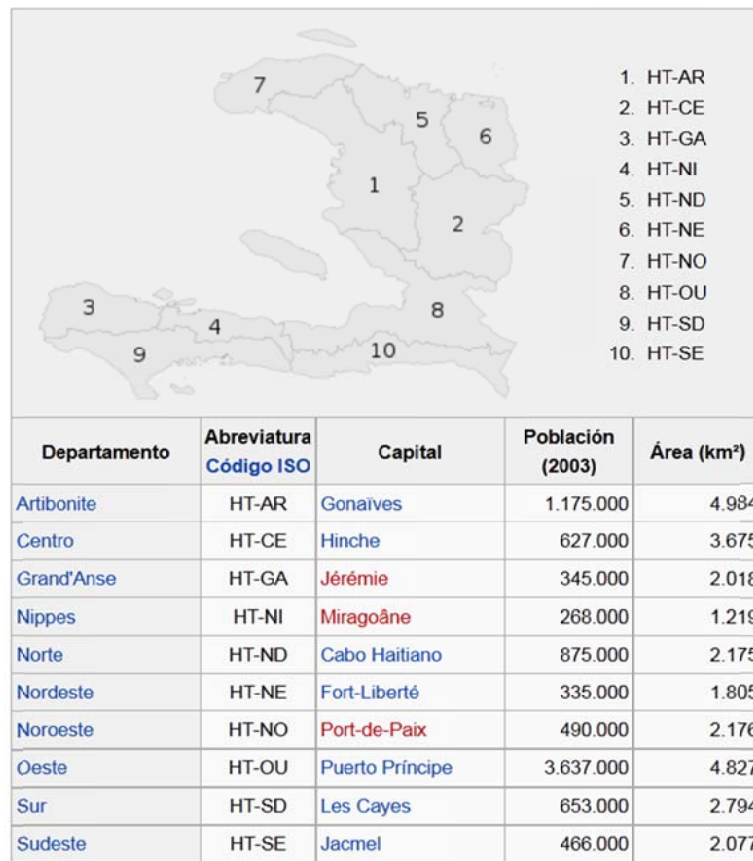 7
5
6
1
2
3
4
8
9
10
1. HT-AR
2. HT-CE
3. HT-GA
4. HT-NI
5. HT-ND
6. HT-NE
7. HT-NO
8. HT-OU
9. HT-SD
10. HT-SE
Departamento Abreviatura Código ISO Capital Población (2003) Área (km²)
Artibonite HT-AR Gonaïves 1.175.000 4.984
Centro HT-CE Hinche 627.000 3.675
Grand'Anse HT-GA Jérémie 345.000 2.018
Nippes HT-NI Miragoâne 268.000 1.219
Norte HT-ND Cabo Haitiano 875.000 2.175
Nordeste HT-NE Fort-Liberté 335.000 1.805
Noroeste HT-NO Port-de-Paix 490.000 2.176
Oeste HT-OU Puerto Príncipe 3.637.000 4.827
Sur HT-SD Les Cayes 653.000 2.794
Sudeste HT-SE Jacmel 466.000 2.077